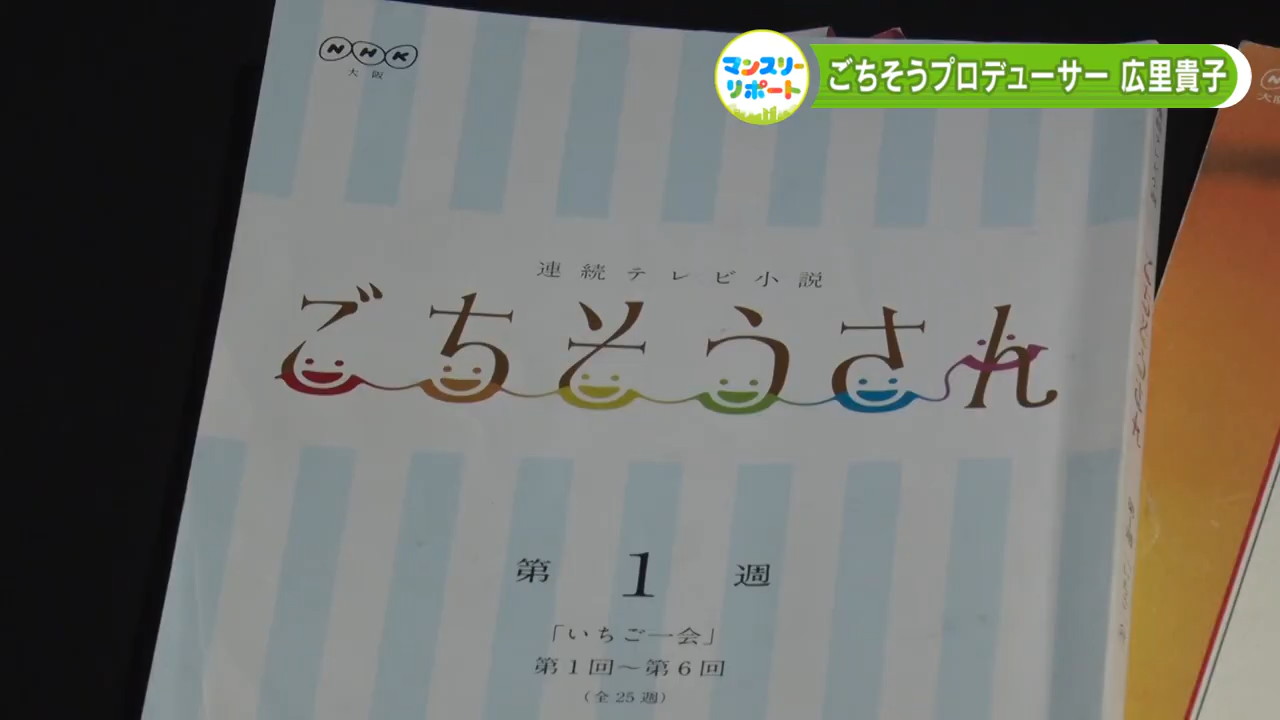 NHK
大阪
マンスリー
リポート
ごちそうプロデューサー 広里貴子
連続テレビ小説
ごちそうさん
第1週
「いちご一会」
第1回～第6回
(全25週)